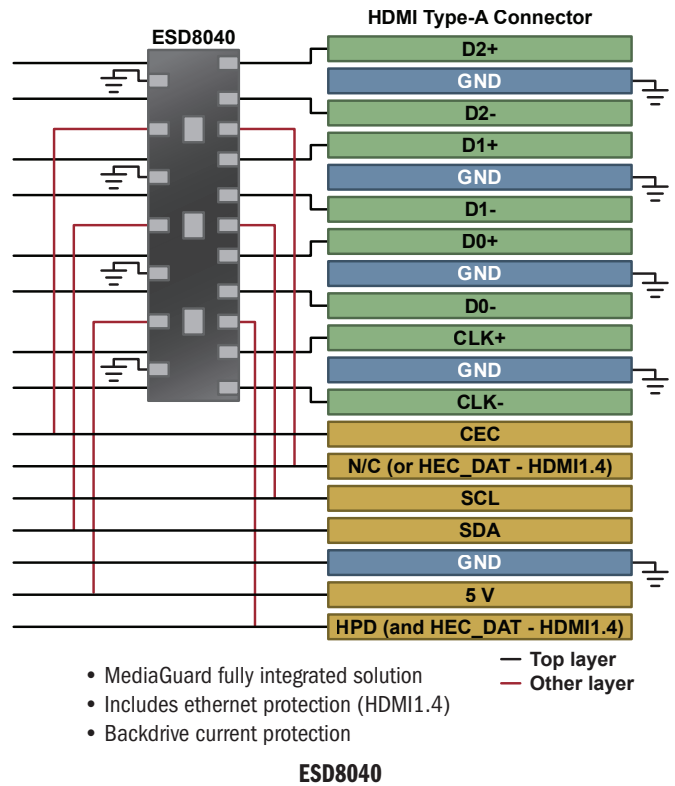 HDMI Type-A Connector
ESD8040
D2+
GND
D2-
D1+
GND
D1-
D0+
GND
D0-
CLK+
GND
CLK-
CEC
N/C (or HEC_DAT - HDMI1.4)
SCL
SDA
GND
5 V
HPD (and HEC_DAT - HDMI1.4)
Top layer
Other layer
• MediaGuard fully integrated solution
• Includes ethernet protection (HDMI1.4)
• Backdrive current protection
ESD8040